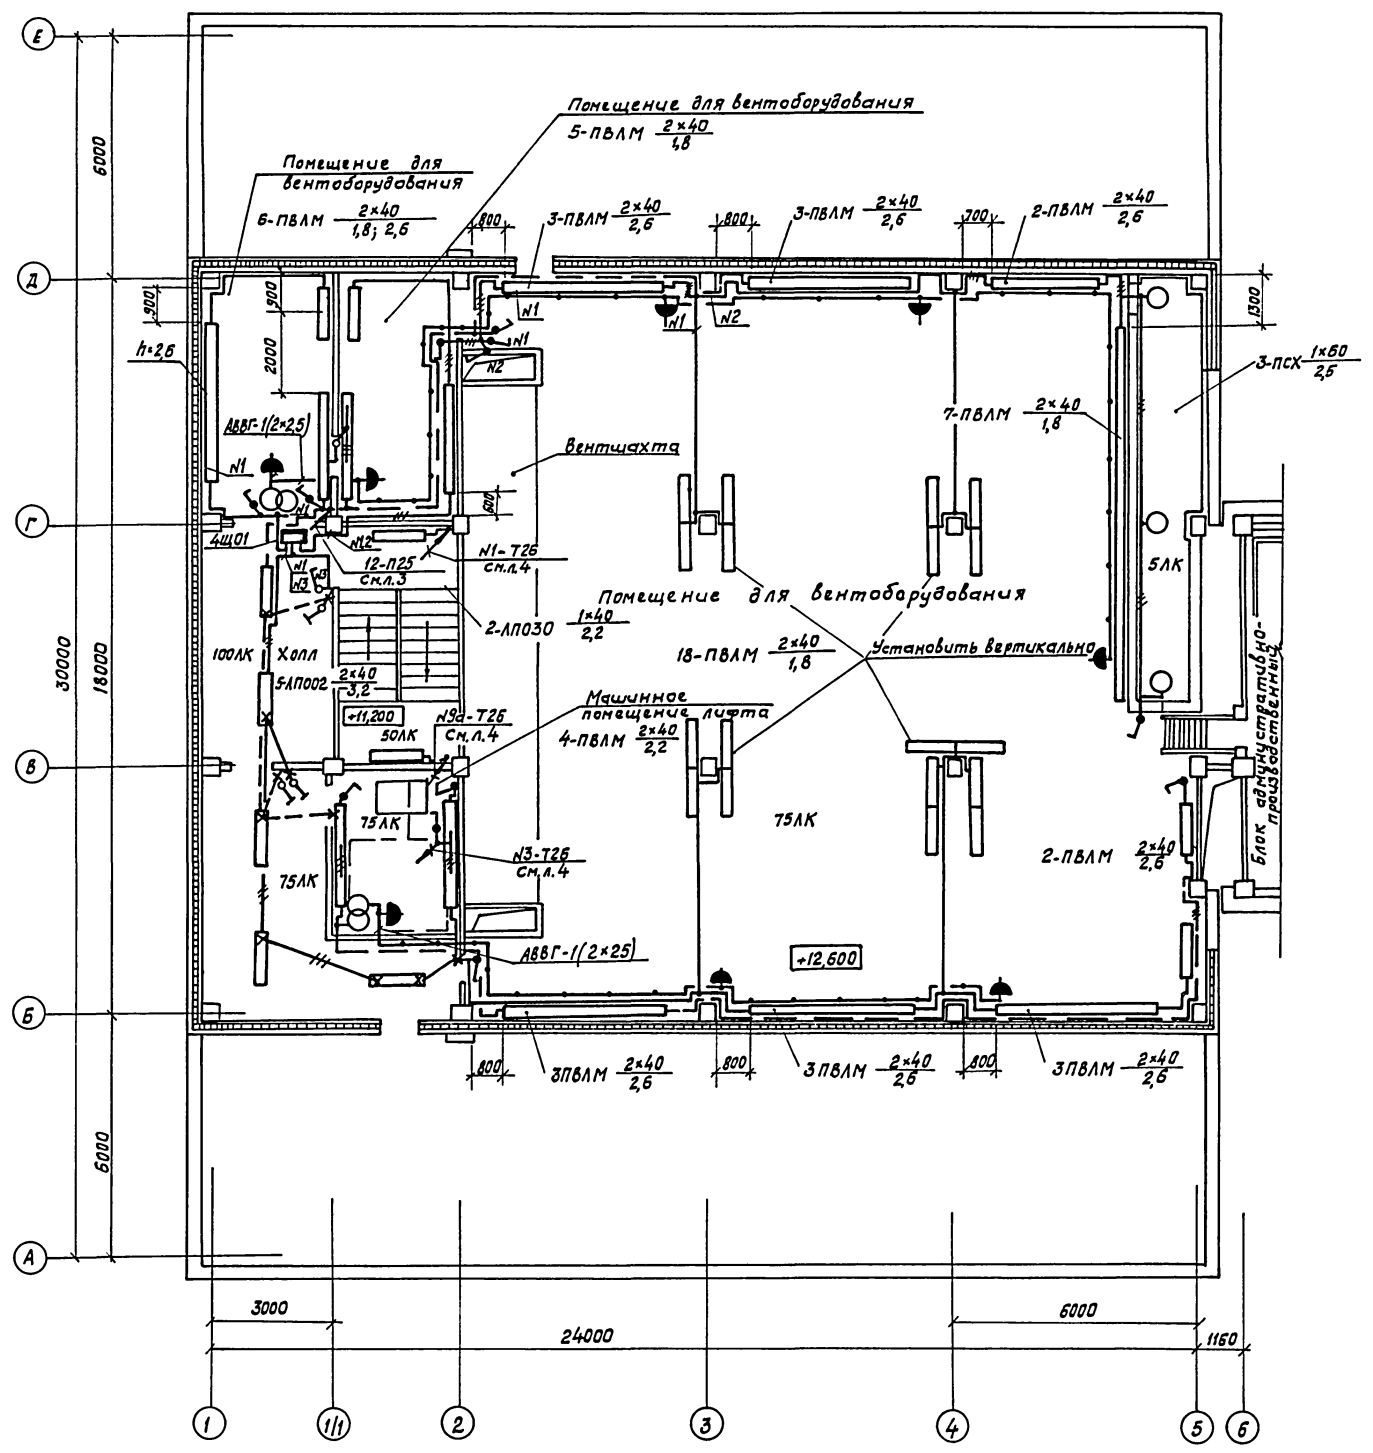 Е
Помещение для вентоборудования
5-ПВЛМ 2×40
1,8
6000
Помещение для
вентоборудования
6-ПВЛМ 2×40
1,8; 2,6
800
3-ПВЛМ 2×40
2,6
800
3-ПВЛМ 2×40
2,6
700
2-ПВЛМ 2×40
2,6
Д
900
900
N1
N1
N2
1300
h=2,6
2000
N1
N2
3-ПСХ 1×60
2,5
7-ПВЛМ 2×40
1,8
АВВГ-1(2×2,5)
N1
Вентшахта
600
Г
N1
4Щ01
N1,2
N1
N3
N3
12-П25
см.л.3
N1-Т26
см.л.4
5ЛК
Помещение для вентоборудования
2-ЛПО30 1×40
2,2
18-ПВЛМ 2×40
1,8
Установить вертикально
30000
18000
100ЛК Холл
5-ЛП002 2×40
3,2
Машинное
помещение лифта
+11,200
N9а-Т26
См.л.4
4-ПВЛМ 2×40
2,2
50ЛК
Блок административно-
производственный
В
75ЛК
75ЛК
2-ПВЛМ 2×40
2,6
N3-Т26
См.л.4
75ЛК
АВВГ-1(2×25)
+12,600
Б
800
3ПВЛМ 2×40
2,6
800
3ПВЛМ 2×40
2,6
800
3ПВЛМ 2×40
2,6
6000
А
3000
6000
24000
1160
1
1/1
2
3
4
5
6